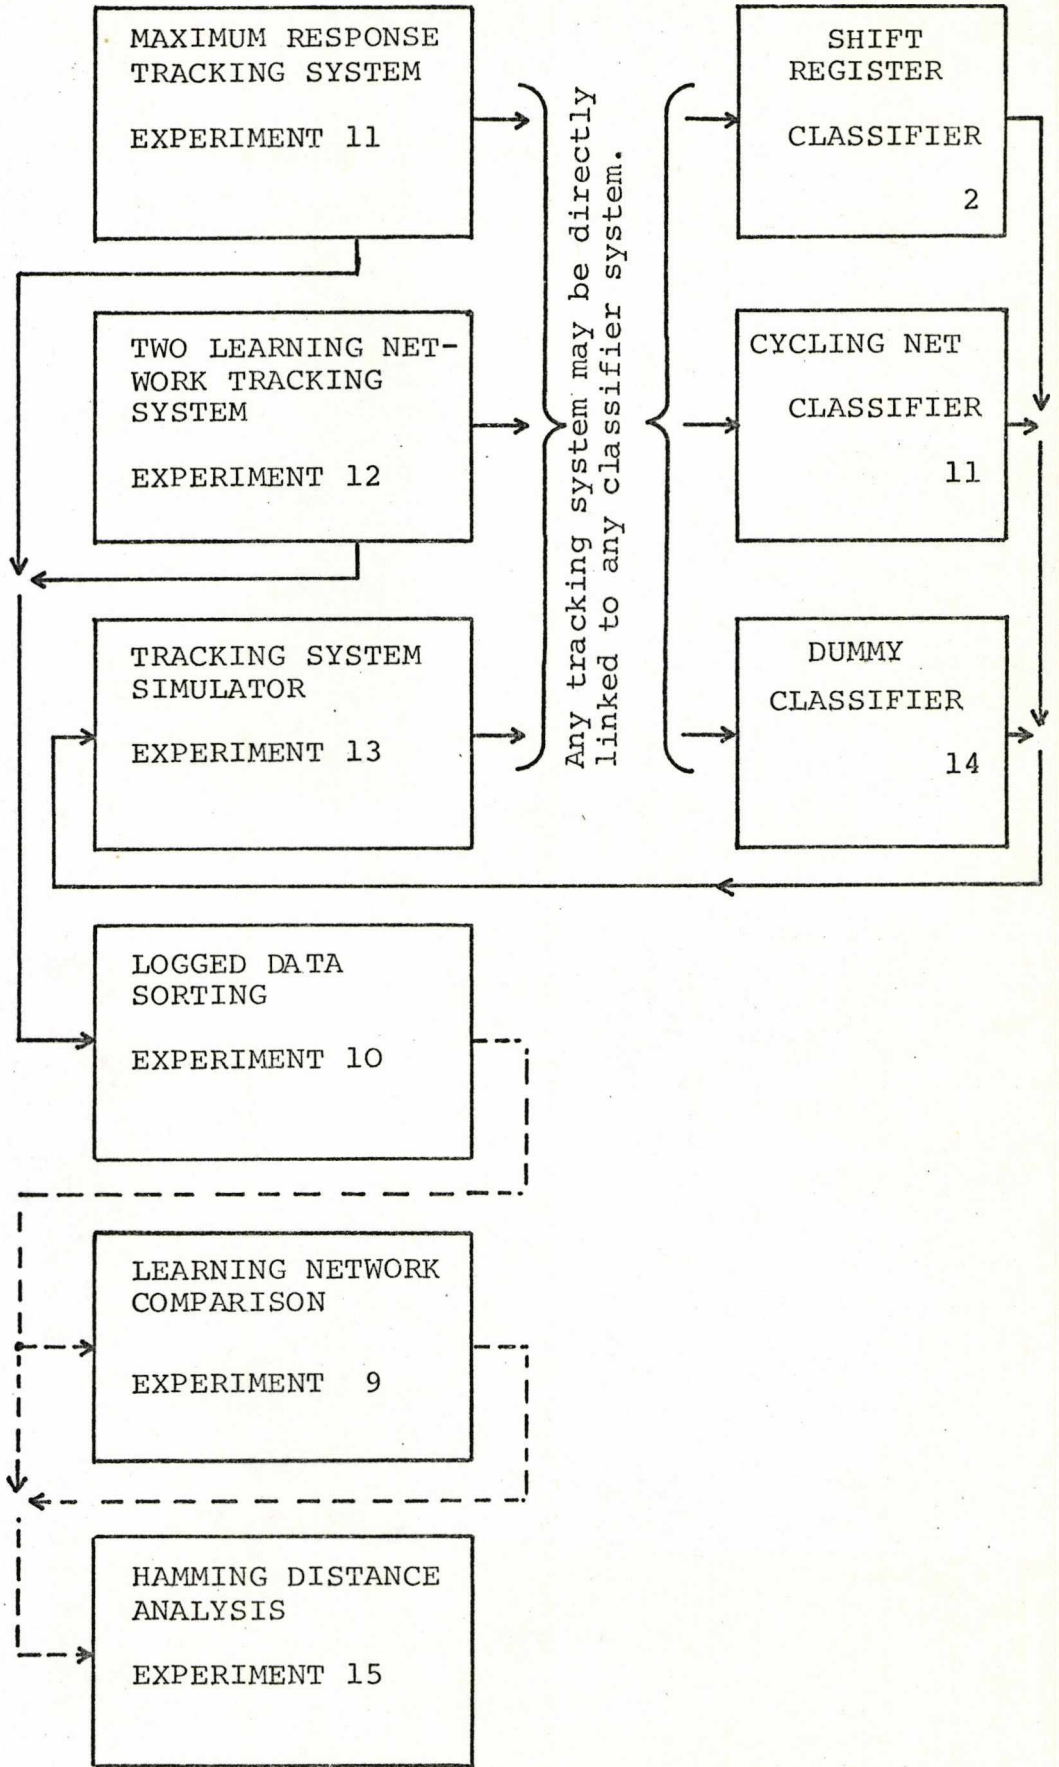 MAXIMUM RESPONSE
TRACKING SYSTEM
EXPERIMENT 11
TWO LEARNING NET-
WORK TRACKING
SYSTEM
EXPERIMENT 12
TRACKING SYSTEM
SIMULATOR
EXPERIMENT 13
Any tracking system may be directly
linked to any classifier system.
SHIFT
REGISTER
CLASSIFIER
2
CYCLING NET
CLASSIFIER
11
DUMMY
CLASSIFIER
14
LOGGED DATA
SORTING
EXPERIMENT 10
LEARNING NETWORK
COMPARISON
EXPERIMENT 9
HAMMING DISTANCE
ANALYSIS
EXPERIMENT 15